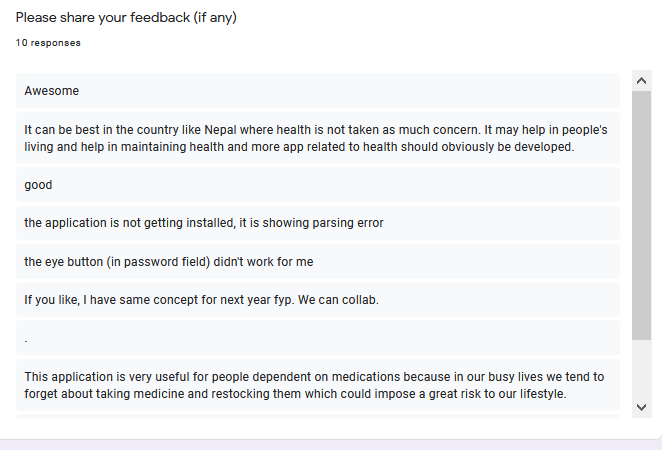 Please share your feedback (if any)
10 responses
Awesome
It can be best in the country like Nepal where health is not taken as much concern. It may help in people's
living and help in maintaining health and more app related to health should obviously be developed.
good
the application is not getting installed, it is showing parsing error
the eye button (in password field) didn't work for me
If you like, I have same concept for next year fyp. We can collab.
.
This application is very useful for people dependent on medications because in our busy lives we tend to
forget about taking medicine and restocking them which could impose a great risk to our lifestyle.